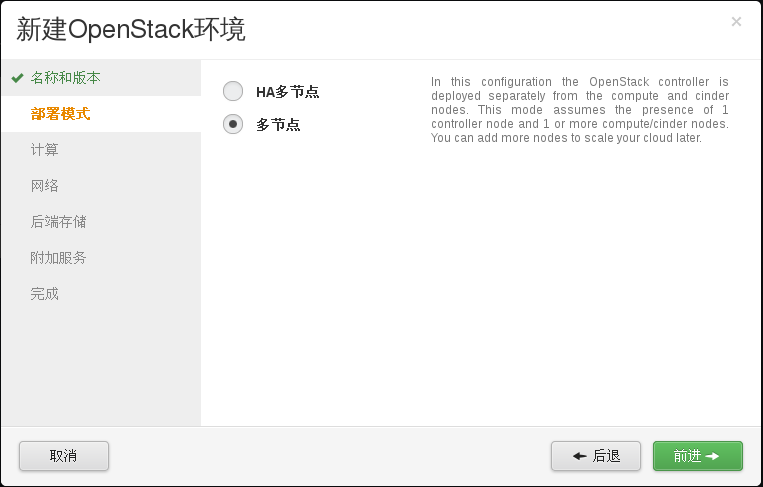 新建OpenStack环境
×
名称和版本
部署模式
计算
网络
后端存储
附加服务
完成
HA多节点
多节点
In this configuration the OpenStack controller is
deployed separately from the compute and cinder
nodes. This mode assumes the presence of 1
controller node and 1 or more compute/cinder nodes.
You can add more nodes to scale your cloud later.
取消
后退
前进